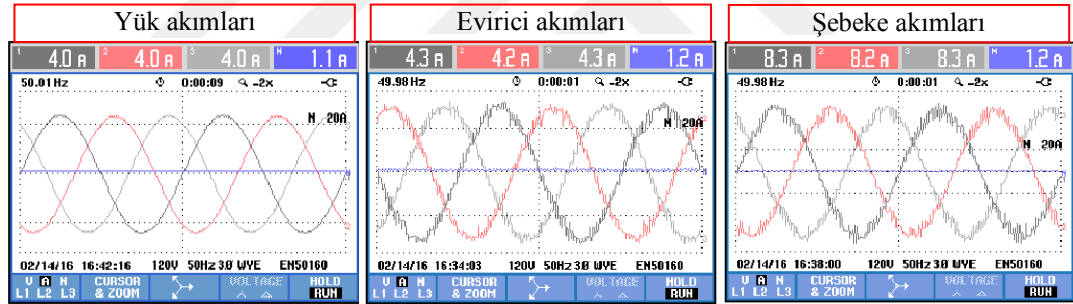 Yük akımları
1 4.0 A 2 4.0 A 3 4.0 A N 1.1 A
50.01 Hz 0:00:09 -2x
N 20A
02/14/16 16:42:16 120V 50Hz 3Ø WYE EN50160
V A N
L1 L2 L3
CURSOR
& ZOOM
VOLTAGE
HOLD
RUN
Evirici akımları
1 4.3 A 2 4.2 A 3 4.3 A N 1.2 A
49.98 Hz 0:00:01 -2x
N 20A
02/14/16 16:34:03 120V 50Hz 3Ø WYE EN50160
V A N
L1 L2 L3
CURSOR
& ZOOM
VOLTAGE
HOLD
RUN
Şebeke akımları
1 8.3 A 2 8.2 A 3 8.3 A N 1.2 A
49.98 Hz 0:00:01 -2x
N 20A
02/14/16 16:38:00 120V 50Hz 3Ø WYE EN50160
V A N
L1 L2 L3
CURSOR
& ZOOM
VOLTAGE
HOLD
RUN